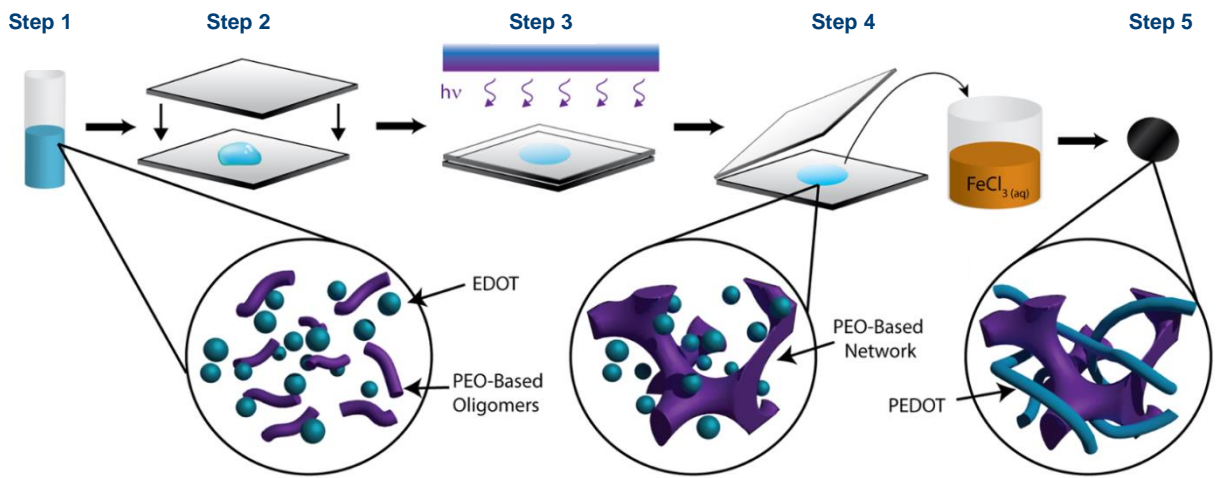 Step 1
Step 2
Step 3
Step 4
Step 5
hν
FeCl3 (aq)
EDOT
PEO-Based
Oligomers
PEO-Based
Network
PEDOT